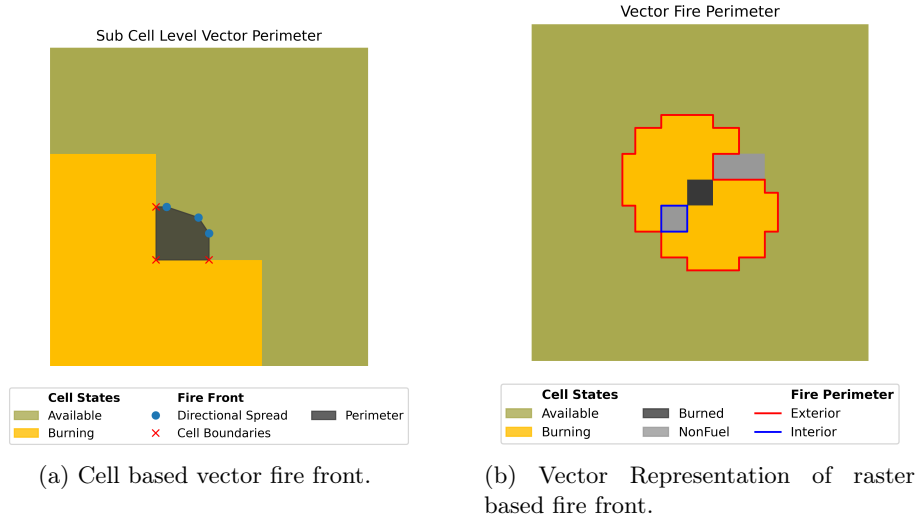 Sub Cell Level Vector Perimeter
Cell States
Available
Burning
Fire Front
Directional Spread
Cell Boundaries
Perimeter
(a) Cell based vector fire front.
Vector Fire Perimeter
Cell States
Available
Burning
Burned
NonFuel
Fire Perimeter
Exterior
Interior
(b) Vector Representation of raster
based fire front.